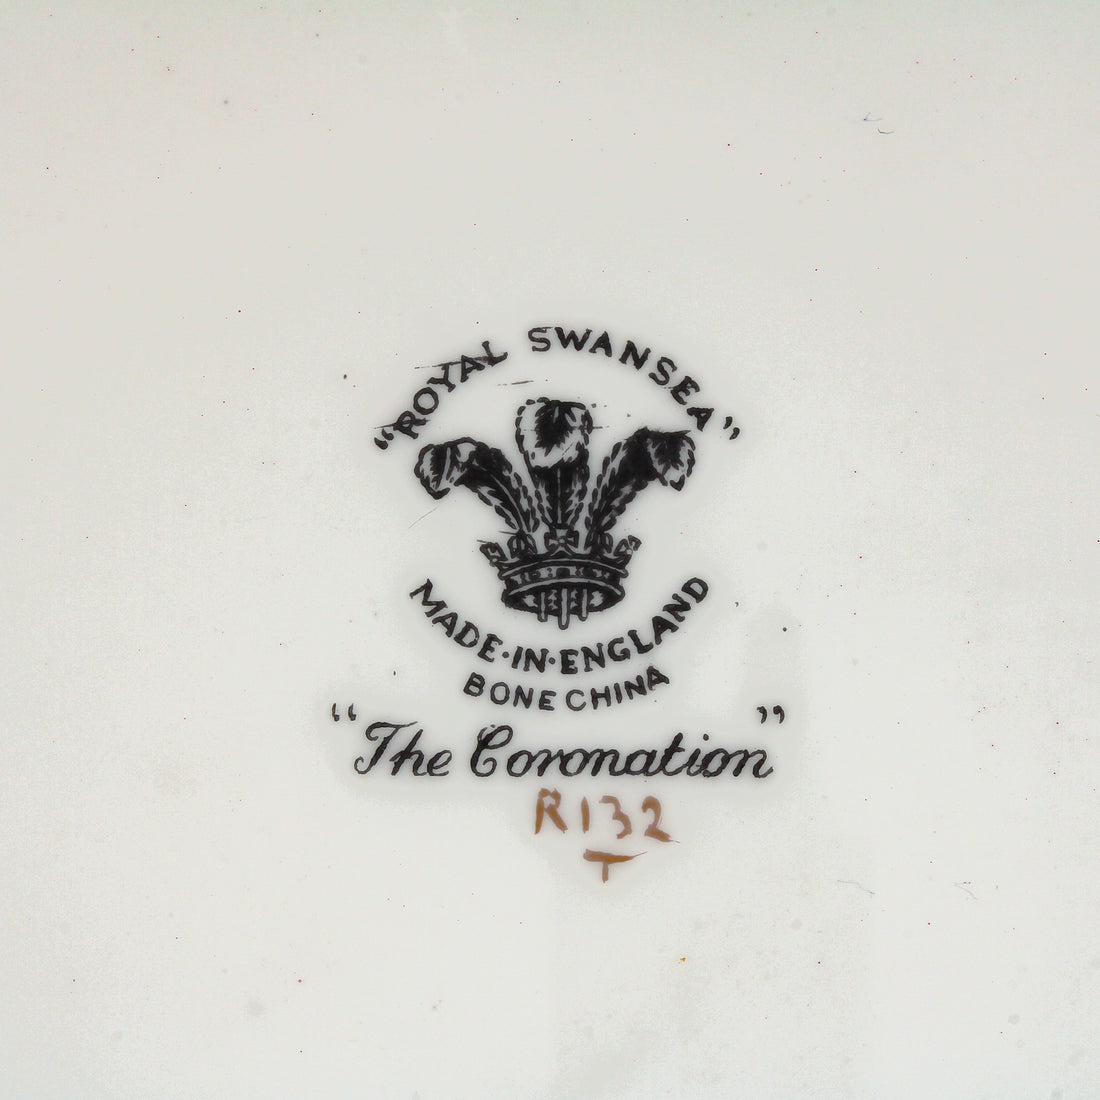 “ROYAL SWANSEA”
MADE·IN·ENGLAND
BONE CHINA
“The Coronation”
R132
T